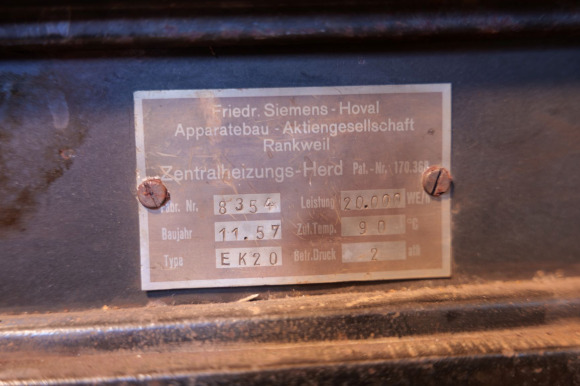 Friedr. Siemens - Hoval
Apparatebau - Aktiengesellschaft
Rankweil
Zentralheizungs-Herd Pat.-Nr. 170.368
Fabr. Nr. 8354 Leistung 20.000 WE/h
Baujahr 11.57 Zul.Temp. 90 °C
Type EK20 Betr.Druck 2 atü